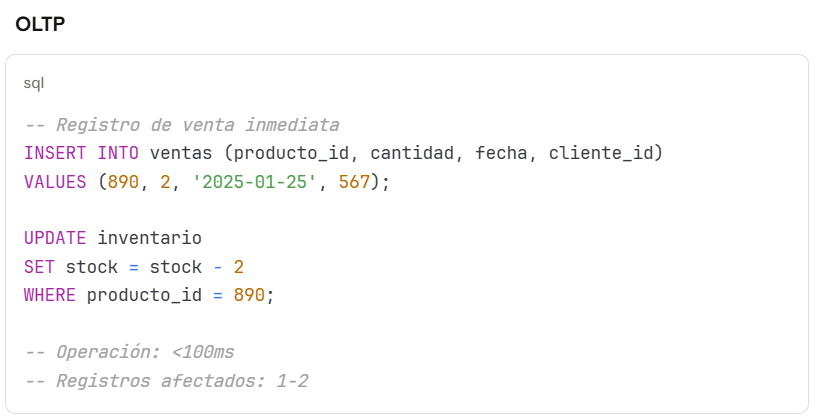 OLTP
sql
-- Registro de venta inmediata
INSERT INTO ventas (producto_id, cantidad, fecha, cliente_id)
VALUES (890, 2, '2025-01-25', 567);
UPDATE inventario
SET stock = stock - 2
WHERE producto_id = 890;
-- Operación: <100ms
-- Registros afectados: 1-2